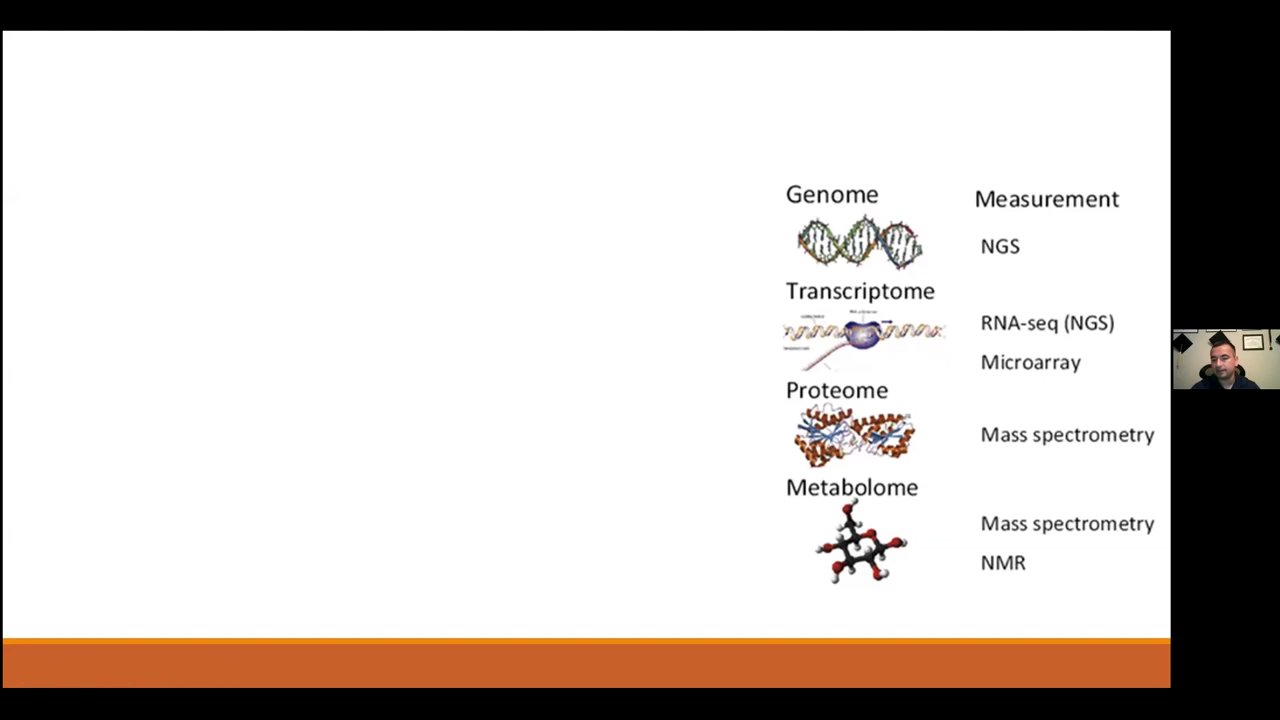 Genome
Measurement
NGS
Transcriptome
RNA-seq (NGS)
Microarray
Proteome
Mass spectrometry
Metabolome
Mass spectrometry
NMR